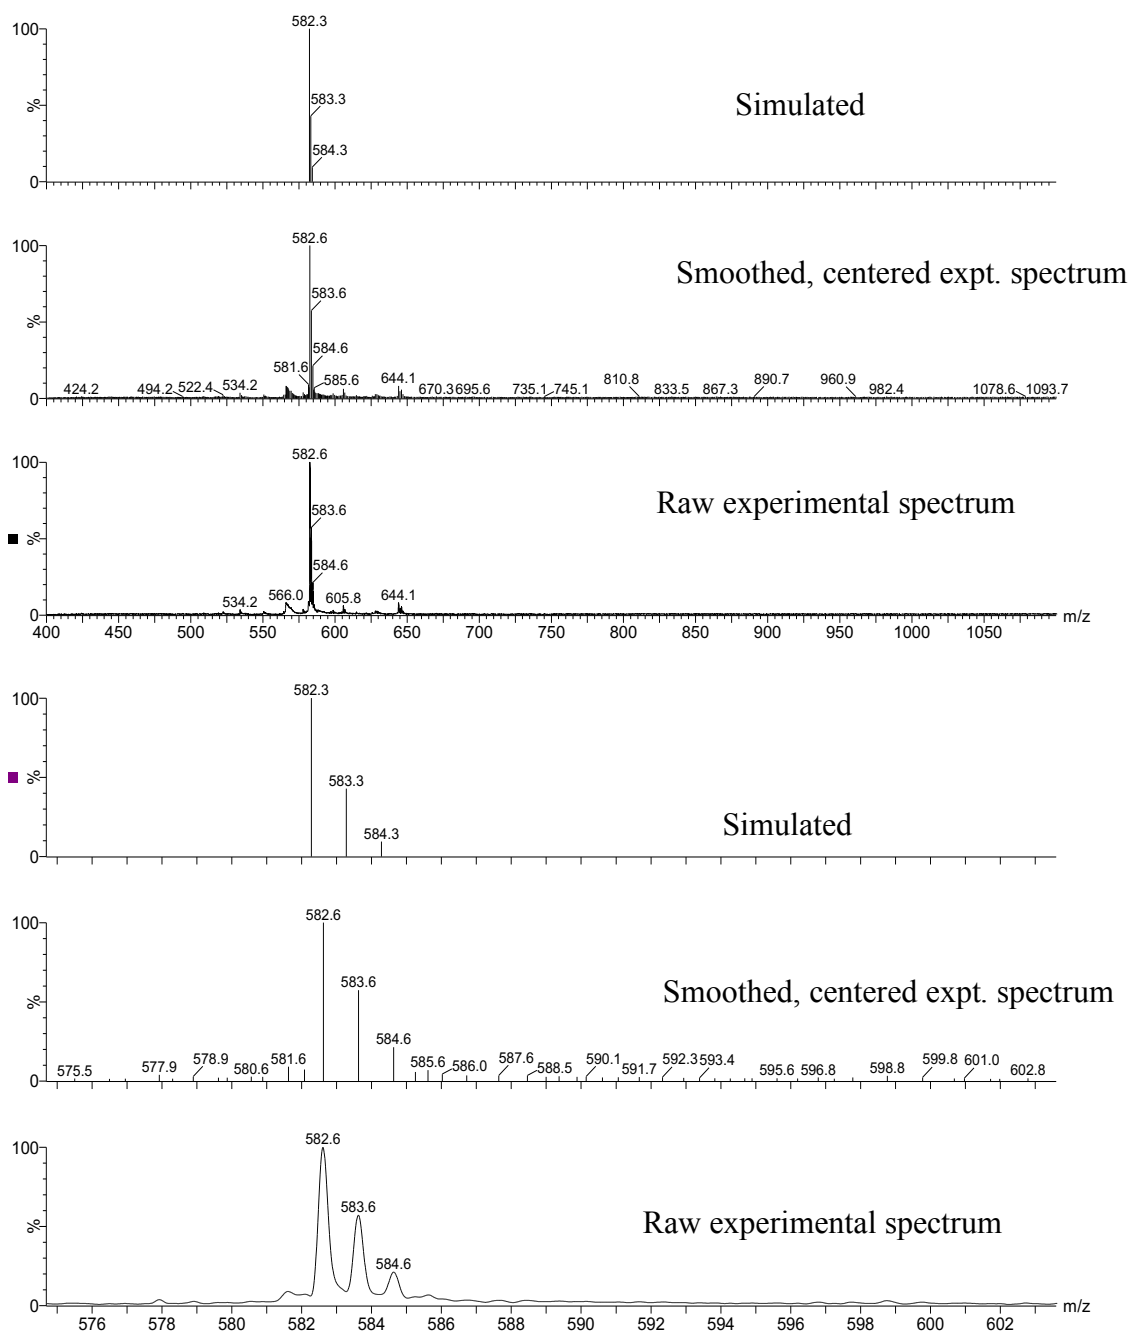 582.3
100
583.3
% Simulated
584.3
0
582.6
100
Smoothed, centered expt. spectrum
583.6
%
584.6
581.6
424.2 494.2 522.4 534.2 585.6 644.1 670.3 695.6 735.1 745.1 810.8 833.5 867.3 890.7 960.9 982.4 1078.6 1093.7
0
582.6
100
583.6 Raw experimental spectrum
%
584.6
534.2 566.0 605.8 644.1
0
400 450 500 550 600 650 700 750 800 850 900 950 1000 1050 m/z
582.3
100
583.3
%
584.3 Simulated
0
582.6
100
583.6 Smoothed, centered expt. spectrum
%
584.6
575.5 577.9 578.9 580.6 581.6 585.6 586.0 587.6 588.5 590.1 591.7 592.3 593.4 595.6 596.8 598.8 599.8 601.0 602.8
0
582.6
100
583.6
% Raw experimental spectrum
584.6
0
576 578 580 582 584 586 588 590 592 594 596 598 600 602 m/z